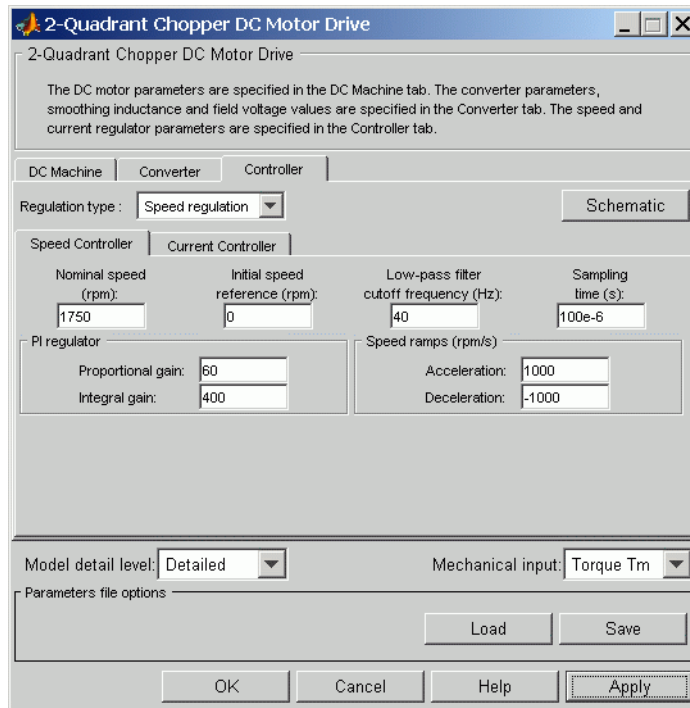 2-Quadrant Chopper DC Motor Drive
2-Quadrant Chopper DC Motor Drive
The DC motor parameters are specified in the DC Machine tab. The converter parameters,
smoothing inductance and field voltage values are specified in the Converter tab. The speed and
current regulator parameters are specified in the Controller tab.
DC Machine Converter Controller
Regulation type : Speed regulation Schematic
Speed Controller Current Controller
Nominal speed Initial speed Low-pass filter Sampling
(rpm): reference (rpm): cutoff frequency (Hz): time (s):
1750 0 40 100e-6
PI regulator Speed ramps (rpm/s)
Proportional gain: 60 Acceleration: 1000
Integral gain: 400 Deceleration: -1000
Model detail level: Detailed Mechanical input: Torque Tm
Parameters file options
Load Save
OK Cancel Help Apply